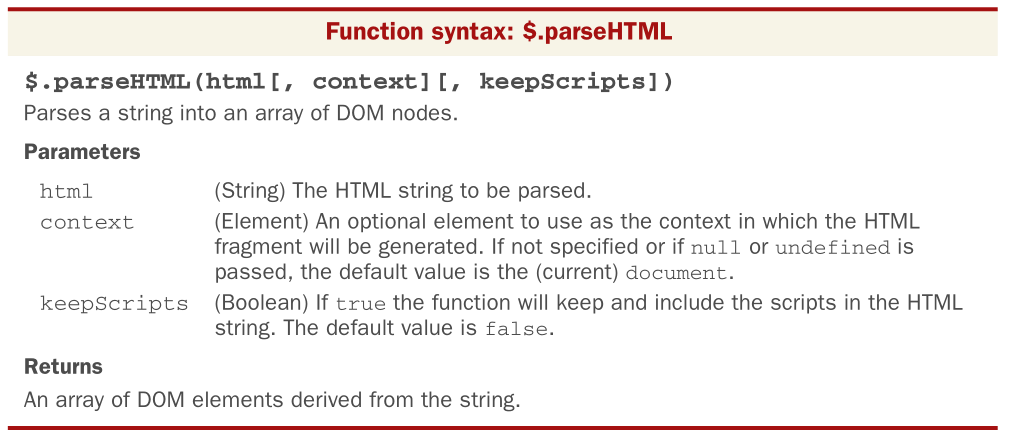 Function syntax: $.parseHTML
$.parseHTML(html[, context][, keepScripts])
Parses a string into an array of DOM nodes.
Parameters
html (String) The HTML string to be parsed.
context (Element) An optional element to use as the context in which the HTML
fragment will be generated. If not specified or if null or undefined is
passed, the default value is the (current) document.
keepScripts (Boolean) If true the function will keep and include the scripts in the HTML
string. The default value is false.
Returns
An array of DOM elements derived from the string.